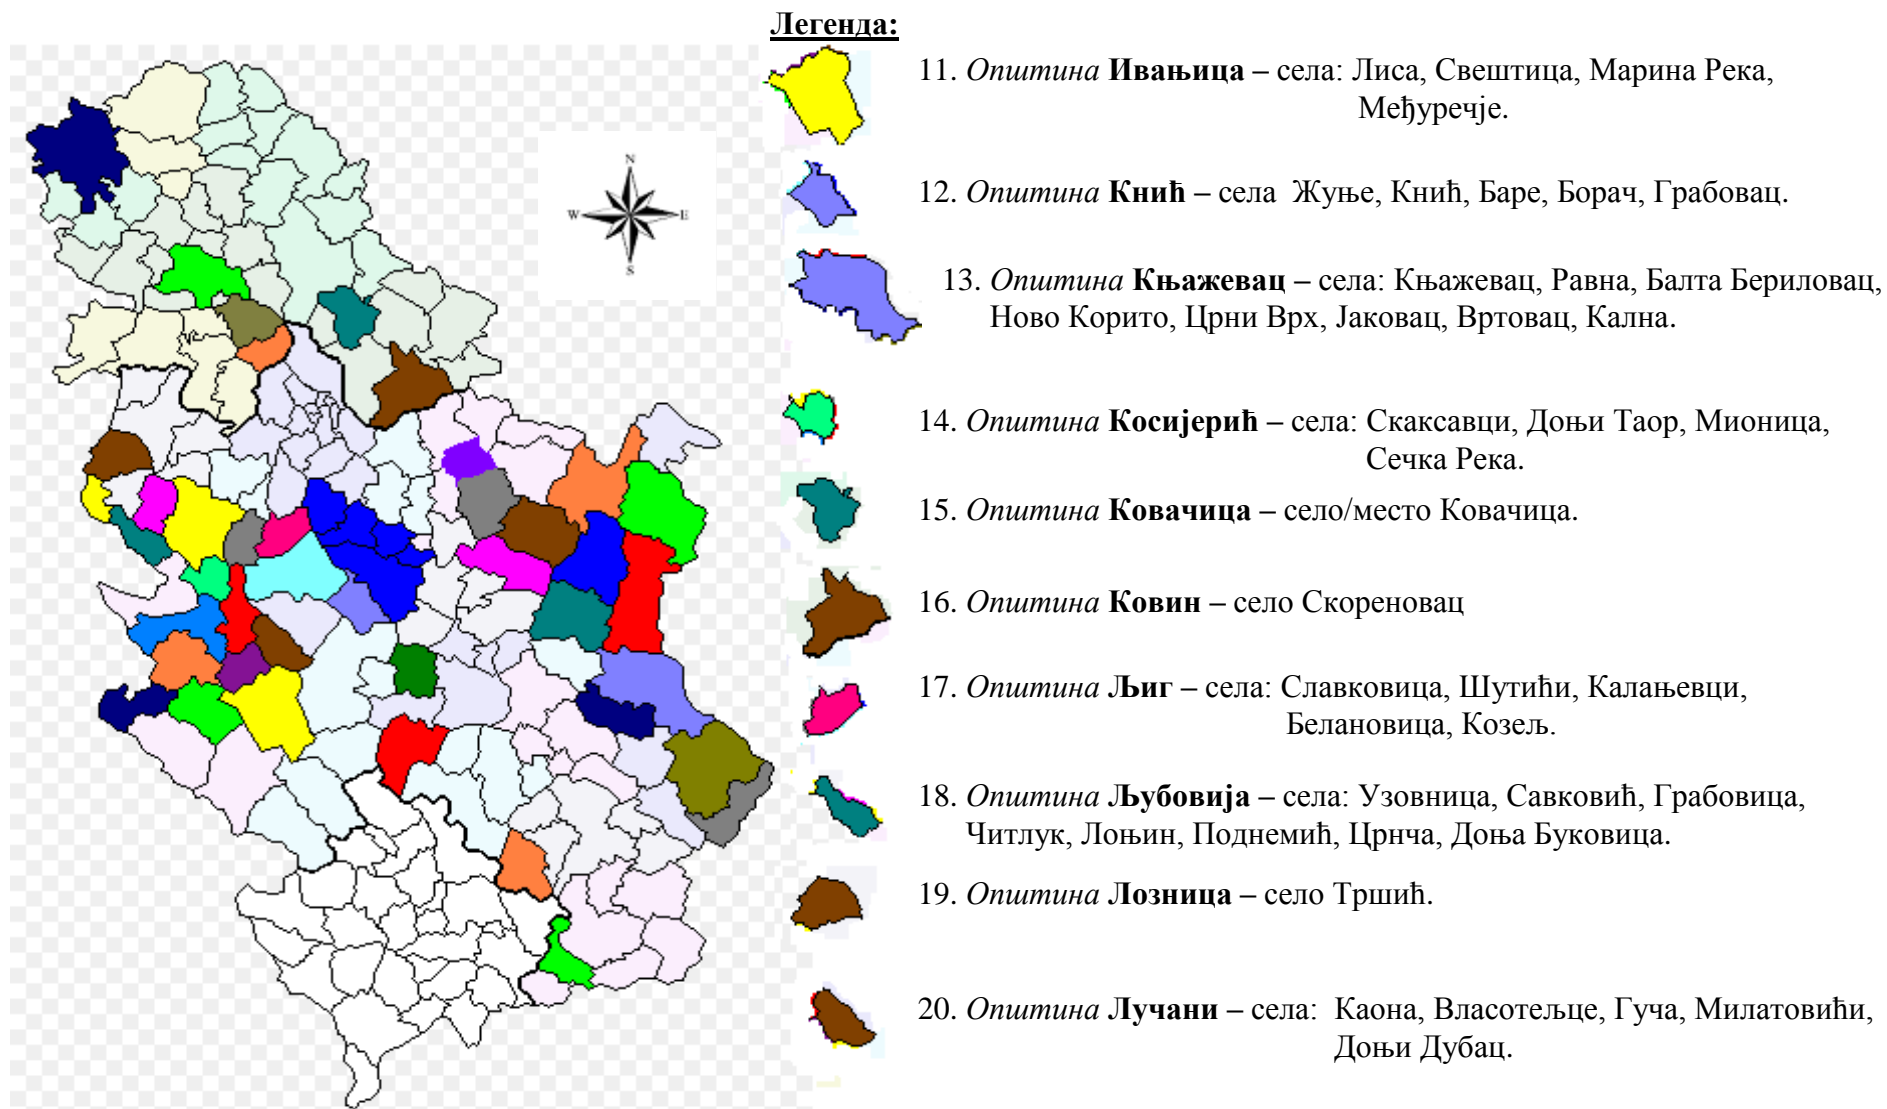 Легенда:
11. Општина Ивањица – села: Лиса, Свештица, Марина Река,
Међуречје.
N
W E
S
12. Општина Кнић – села Жуње, Кнић, Баре, Борач, Грабовац.
13. Општина Књажевац – села: Књажевац, Равна, Балта Бериловац,
Ново Корито, Црни Врх, Јаковац, Вртовац, Кална.
14. Општина Косијерић – села: Скаксавци, Доњи Таор, Мионица,
Сечка Река.
15. Општина Ковачица – село/место Ковачица.
16. Општина Ковин – село Скореновац
17. Општина Љиг – села: Славковица, Шутићи, Калањевци,
Белановица, Козељ.
18. Општина Љубовија – села: Узовница, Савковић, Грабовица,
Читлук, Лоњин, Поднемић, Црнча, Доња Буковица.
19. Општина Лозница – село Тршић.
20. Општина Лучани – села: Каона, Власотељце, Гуча, Милатовићи,
Доњи Дубац.